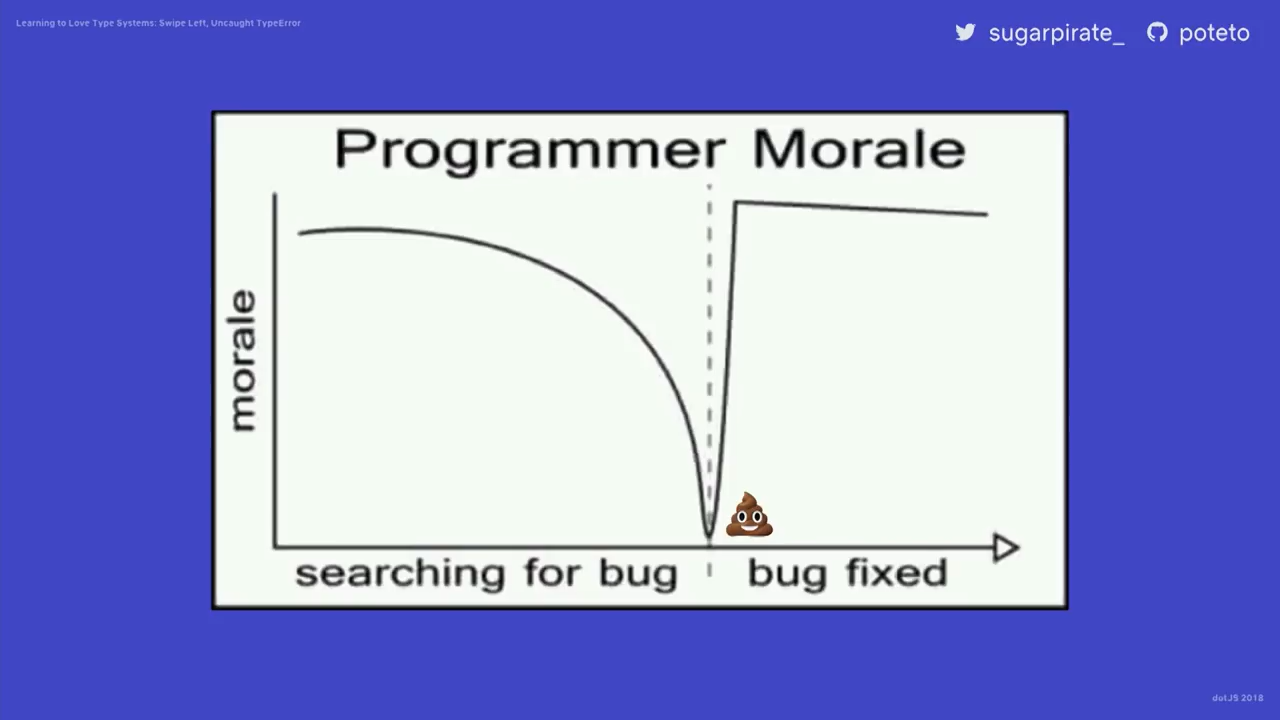 Learning to Love Type Systems: Swipe Left, Uncaught TypeError
sugarpirate_ poteto
Programmer Morale
morale
searching for bug bug fixed
dotJS 2018